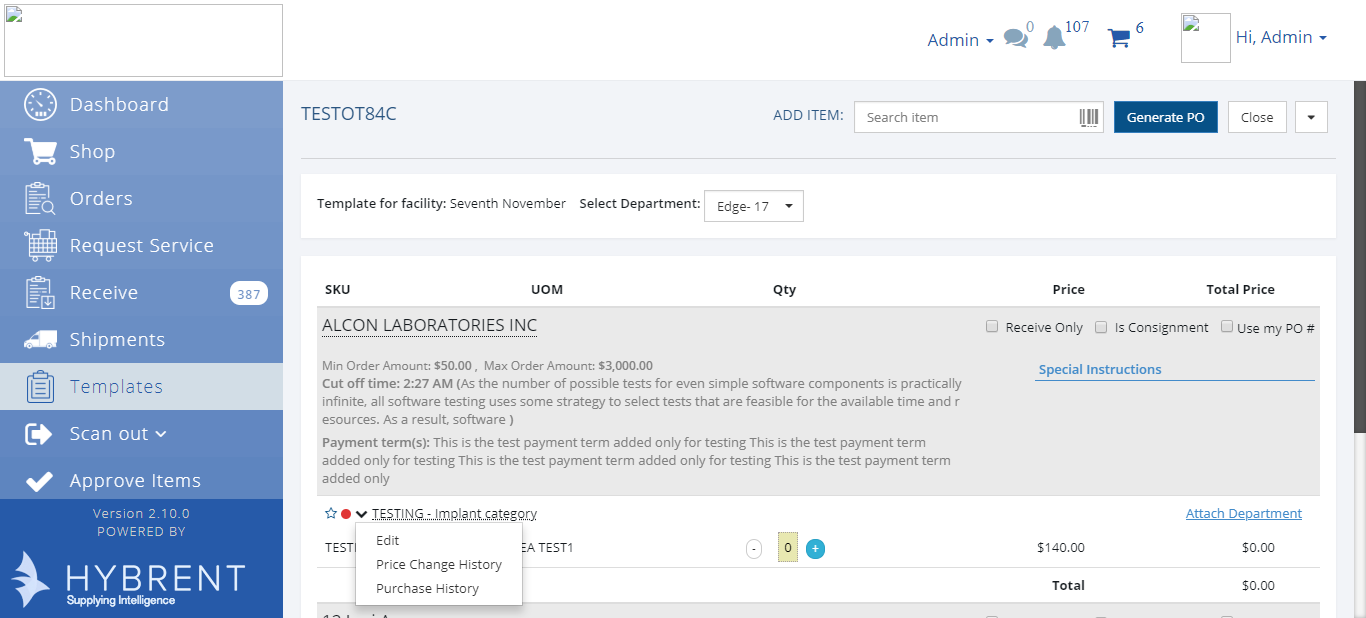 Admin 0 107 6 Hi, Admin
Dashboard
Shop
Orders
Request Service
Receive 387
Shipments
Templates
Scan out
Approve Items
Version 2.10.0
POWERED BY
HYBRENT
Supplying Intelligence
TESTOT84C ADD ITEM: Search item Generate PO Close
Template for facility: Seventh November Select Department: Edge- 17
SKU UOM Qty Price Total Price
ALCON LABORATORIES INC Receive Only Is Consignment Use my PO #
Min Order Amount: $50.00 , Max Order Amount: $3,000.00
Special Instructions
Cut off time: 2:27 AM (As the number of possible tests for even simple software components is practically
infinite, all software testing uses some strategy to select tests that are feasible for the available time and r
esources. As a result, software )
Payment term(s): This is the test payment term added only for testing This is the test payment term
added only for testing This is the test payment term added only for testing This is the test payment term
added only
TESTING - Implant category Attach Department
Edit
Price Change History
Purchase History
EA TEST1 - 0 + $140.00 $0.00
Total $0.00